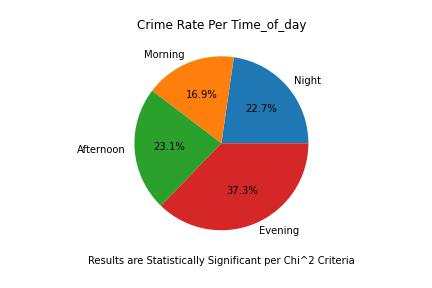 Crime Rate Per Time_of_day
Morning
Night
16.9%
22.7%
Afternoon
23.1%
37.3%
Evening
Results are Statistically Significant per Chi^2 Criteria